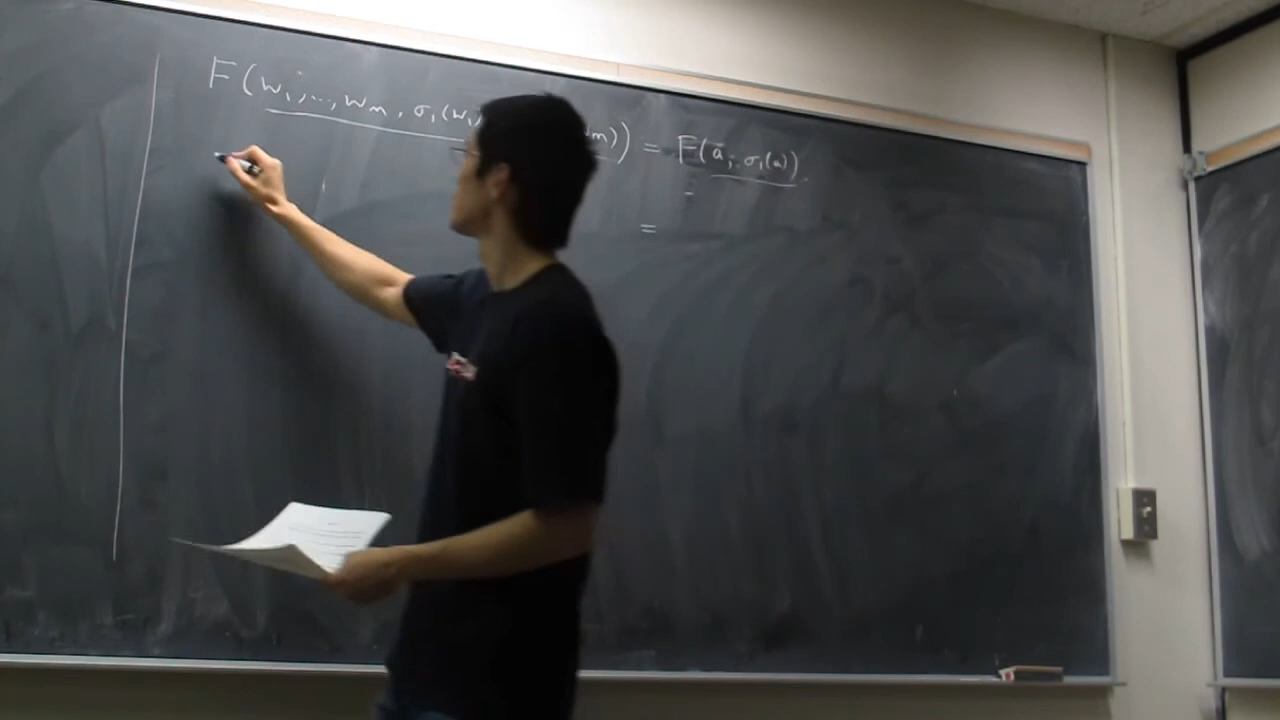 F(w₁,...,wₘ, σ₁(w₁) m)) = F(a, σ₁(a)).
=